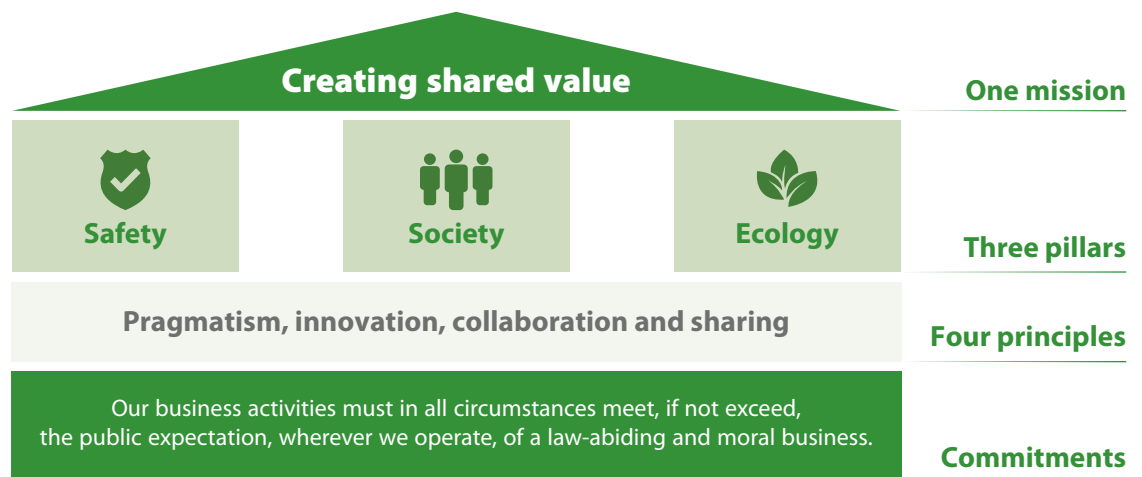 Creating shared value
One mission
Safety
Society
Ecology
Three pillars
Pragmatism, innovation, collaboration and sharing
Four principles
Our business activities must in all circumstances meet, if not exceed,
the public expectation, wherever we operate, of a law-abiding and moral business.
Commitments